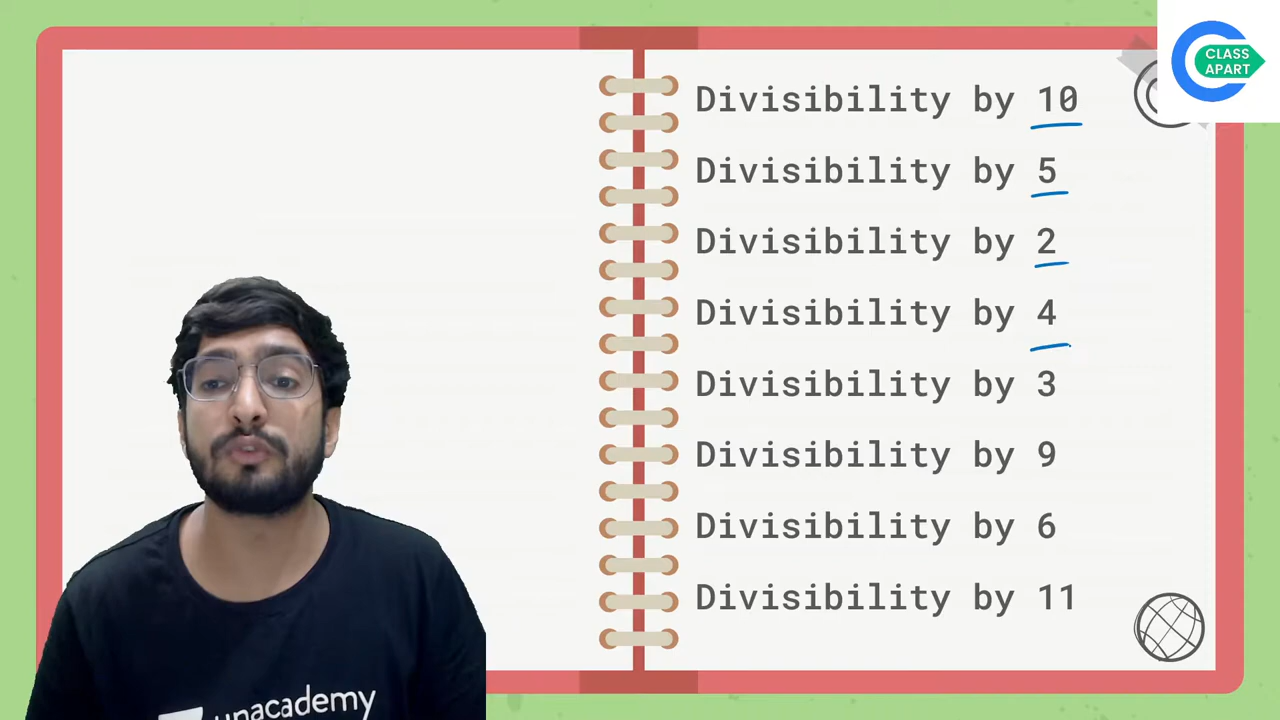 CLASS
APART
Divisibility by 10
Divisibility by 5
Divisibility by 2
Divisibility by 4
Divisibility by 3
Divisibility by 9
Divisibility by 6
Divisibility by 11
unacademy